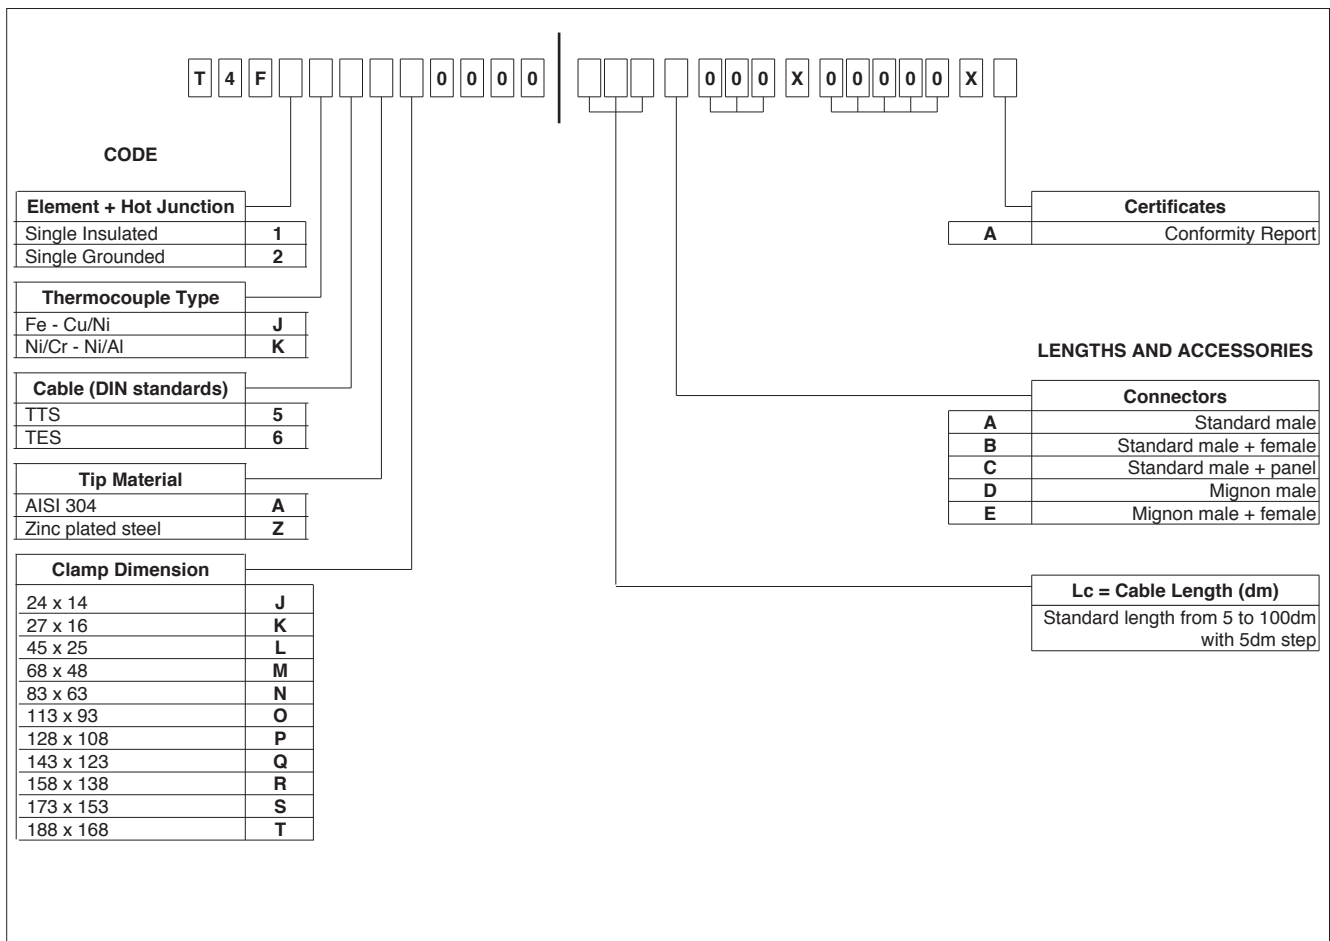 T 4 F 0 0 0 0 0 0 0 X 0 0 0 0 0 X
CODE
Element + Hot Junction
Single Insulated 1
Single Grounded 2
Thermocouple Type
Fe - Cu/Ni J
Ni/Cr - Ni/Al K
Cable (DIN standards)
TTS 5
TES 6
Tip Material
AISI 304 A
Zinc plated steel Z
Clamp Dimension
24 x 14 J
27 x 16 K
45 x 25 L
68 x 48 M
83 x 63 N
113 x 93 O
128 x 108 P
143 x 123 Q
158 x 138 R
173 x 153 S
188 x 168 T
Certificates
A Conformity Report
LENGTHS AND ACCESSORIES
Connectors
A Standard male
B Standard male + female
C Standard male + panel
D Mignon male
E Mignon male + female
Lc = Cable Length (dm)
Standard length from 5 to 100dm
with 5dm step